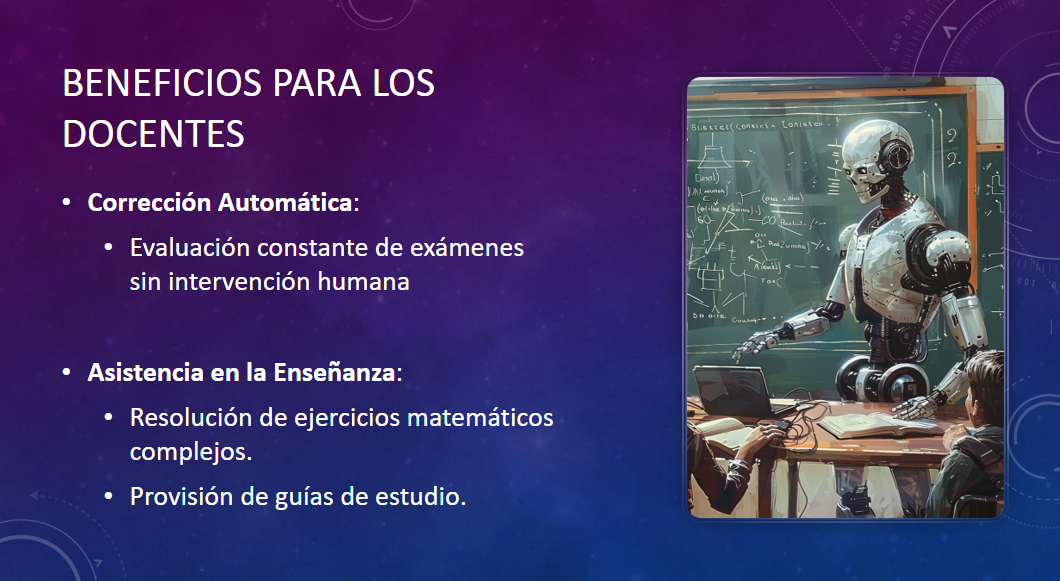 BENEFICIOS PARA LOS
DOCENTES
• Corrección Automática:
• Evaluación constante de exámenes
sin intervención humana
• Asistencia en la Enseñanza:
• Resolución de ejercicios matemáticos
complejos.
• Provisión de guías de estudio.